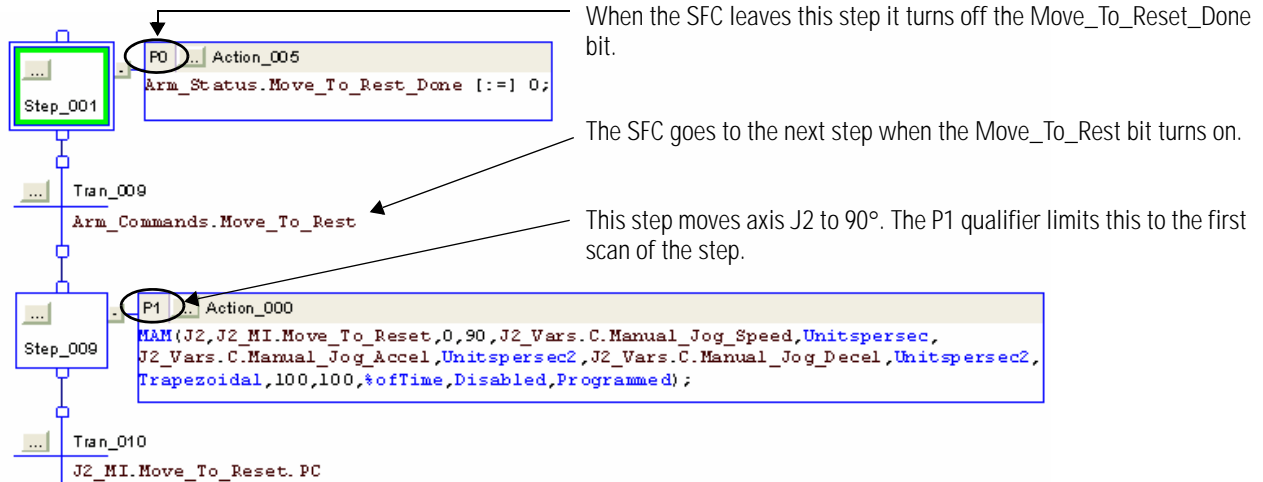 When the SFC leaves this step it turns off the Move_To_Reset_Done
bit.
P0 ... Action_005
...
-
Arm_Status.Move_To_Rest_Done [:=] 0;
Step_001
The SFC goes to the next step when the Move_To_Rest bit turns on.
... Tran_009
Arm_Commands.Move_To_Rest
This step moves axis J2 to 90°. The P1 qualifier limits this to the first
scan of the step.
P1 ... Action_000
...
-
MAM(J2,J2_MI.Move_To_Reset,0,90,J2_Vars.C.Manual_Jog_Speed,Unitspersec,
Step_009
J2_Vars.C.Manual_Jog_Accel,Unitspersec2,J2_Vars.C.Manual_Jog_Decel,Unitspersec2,
Trapezoidal,100,100,%ofTime,Disabled,Programmed);
... Tran_010
J2_MI.Move_To_Reset.PC